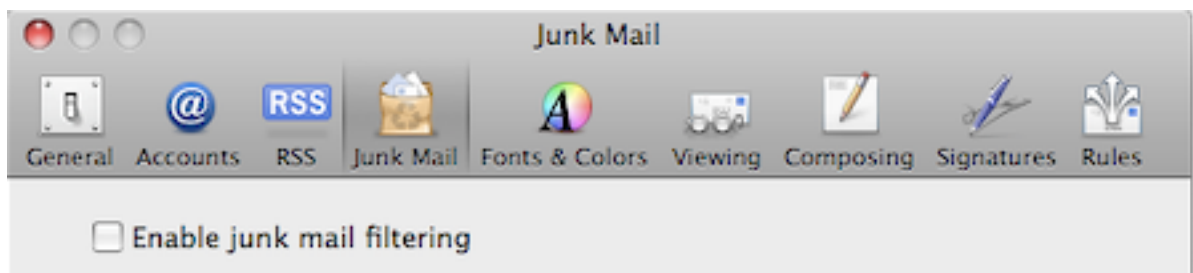 Junk Mail
RSS
General Accounts RSS Junk Mail Fonts & Colors Viewing Composing Signatures Rules
Enable junk mail filtering